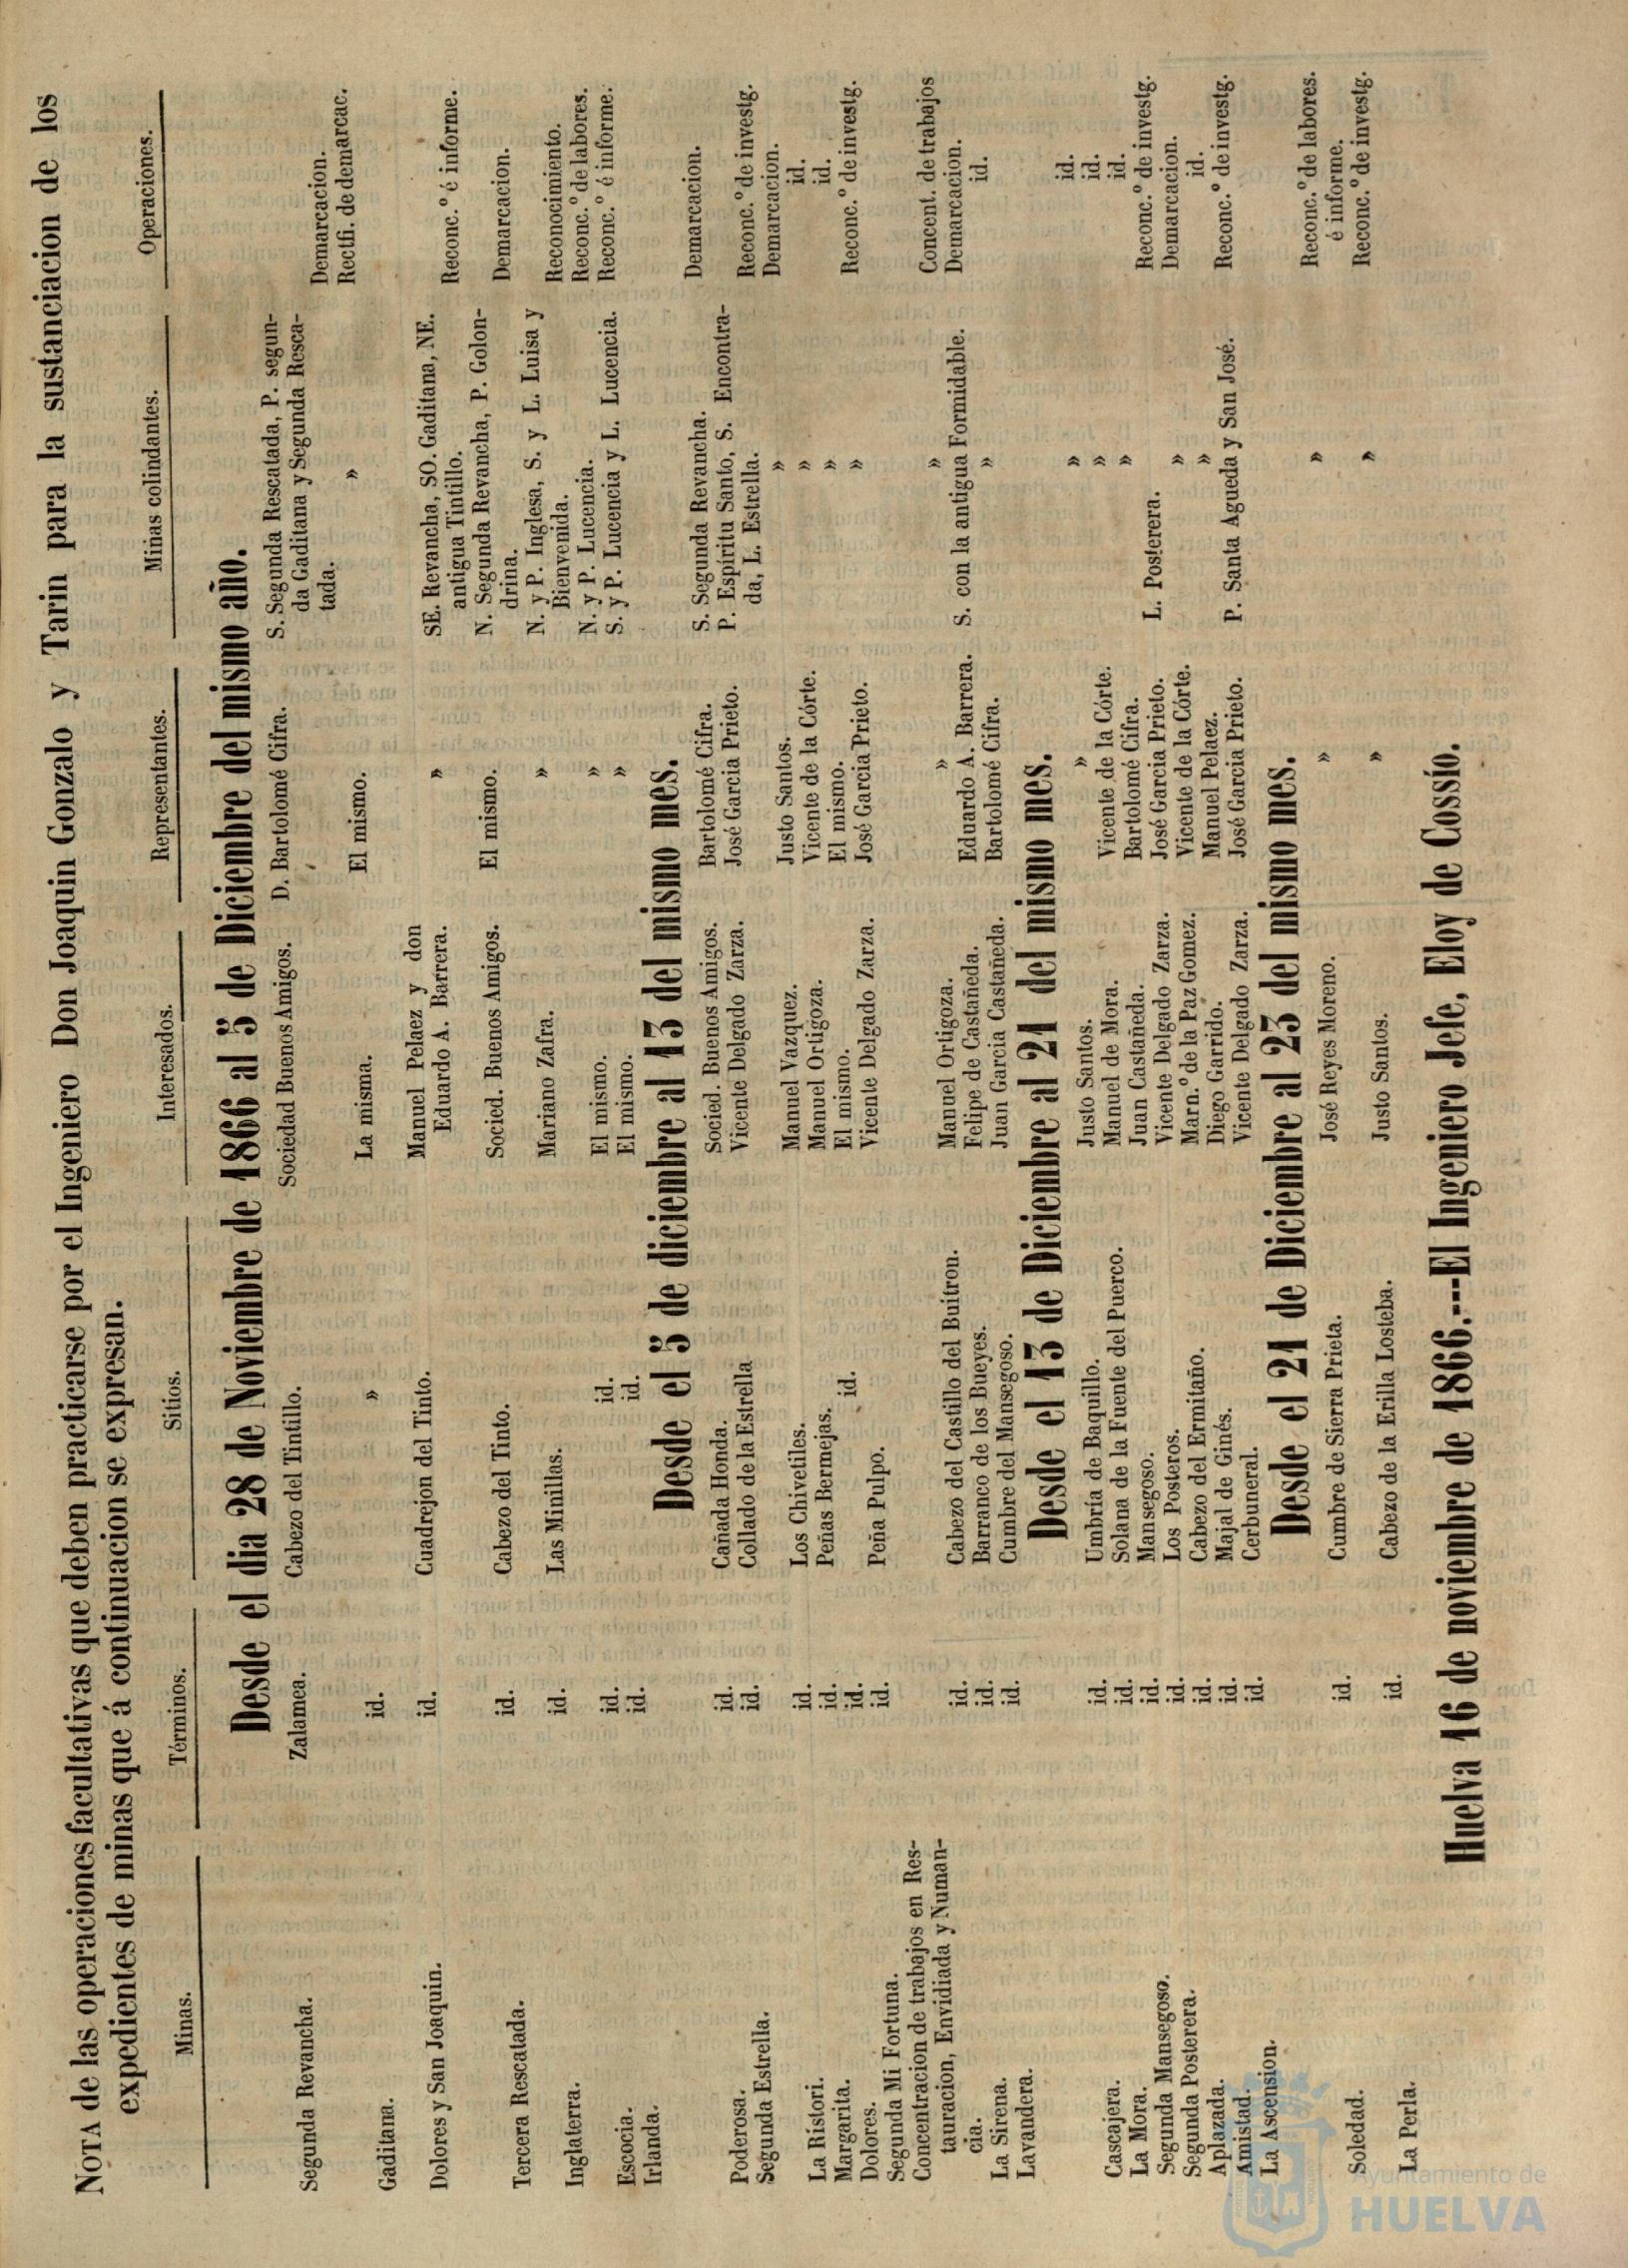 NOTA de las operaciones facultativas que deben practicarse por el Ingeniero Don Joaquin Gonzalo y Tarin para la sustanciacion de los
expedientes de minas que á continuacion se expresan.
Minas. Términos. Sitios. Interesados. Representantes. Minas colindantes. Operaciones.
Desde el dia 28 de Noviembre de 1866 al 5 de Diciembre del mismo año.
Segunda Revancha. Zalamea. Cabezo del Tintillo. Sociedad Buenos Amigos. D. Bartolomé Cifra. S. Segunda Rescatada, P. segun-
da Gaditana y Segunda Resca-
tada. Demarcacion.
Gaditana. id. » La misma. El mismo. » Rectfi. de demarcac.
Dolores y San Joaquin. id. Cuadrejon del Tinto. Manuel Pelaez y don
Eduardo A. Barrera. » SE. Revancha, SO. Gaditana, NE.
antigua Tintillo. Reconc.º é informe.
Tercera Rescatada. id. Cabezo del Tinto. Socied. Buenos Amigos. El mismo. N. Segunda Revancha, P. Golon-
drina. Demarcacion.
Inglaterra. id. Las Minillas. Mariano Zafra. » N. y P. Inglesa, S. y L. Luisa y
Bienvenida. Reconocimiento.
Escocia. id. id. El mismo. » N. y P. Lucencia. Reconc.º de labores.
Irlanda. id. id. El mismo. » S. y P. Lucencia y L. Lucencia. Reconc.º é informe.
Desde el 5 de diciembre al 13 del mismo mes.
Poderosa. id. Cañada Honda. Socied. Buenos Amigos. Bartolomé Cifra. S. Segunda Revancha. Demarcacion.
Segunda Estrella. id. Collado de la Estrella Vicente Delgado Zarza. José Garcia Prieto. P. Espíritu Santo, S. Encontra-
da, L. Estrella. Reconc.º de investg.
La Ristori. id. Los Chivetiles. Manuel Vazquez. Justo Santos. » Demarcacion.
Margarita. id. Peñas Bermejas. Manuel Ortigoza. Vicente de la Córte. » id.
Dolores. id. id. El mismo. El mismo. » id.
Segunda Mi Fortuna. id. Peña Pulpo. Vicente Delgado Zarza. José Garcia Prieto. » Reconc.º de investg.
Concentracion de trabajos en Res-
tauracion, Envidiada y Numan-
cia. id. Cabezo del Castillo del Buitron. Manuel Ortigoza. » » Concent. de trabajos
La Sirena. id. Barranco de los Bueyes. Felipe de Castañeda. Eduardo A. Barrera. S. con la antigua Formidable. Demarcacion.
Lavandera. id. Cumbre del Mansegoso. Juan Garcia Castañeda. Bartolomé Cifra. » id.
Desde el 13 de Diciembre al 21 del mismo mes.
Cascajera. id. Umbría de Baquillo. Justo Santos. » » id.
La Mora. id. Solana de la Fuente del Puerco. Manuel de Mora. Vicente de la Córte. » id.
Segunda Mansegoso. id. Mansegoso. Juan Castañeda. Bartolomé Cifra. » id.
Segunda Posterera. id. Los Posteros. Vicente Delgado Zarza. José Garcia Prieto. L. Posterera. Reconc.º de investg.
Aplazada. id. Cabezo del Ermitaño. Marn.º de la Paz Gomez. Vicente de la Córte. » Demarcacion.
Amistad. id. Majal de Ginés. Diego Garrido. Manuel Pelaez. » id.
La Ascension. id. Cerbuneral. Vicente Delgado Zarza. José Garcia Prieto. P. Santa Agueda y San José. Reconc.º de investg.
Desde el 21 de Diciembre al 23 del mismo mes.
Soledad. id. Cumbre de Sierra Prieta. José Reyes Moreno. » » Reconc.º de labores.
é informe.
La Perla. id. Cabezo de la Erilla Losteba. Justo Santos. » » Reconc.º de investg.
Huelva 16 de noviembre de 1866.---El Ingeniero Jefe, Eloy de Cossío.
Ayuntamiento de
HUELVA